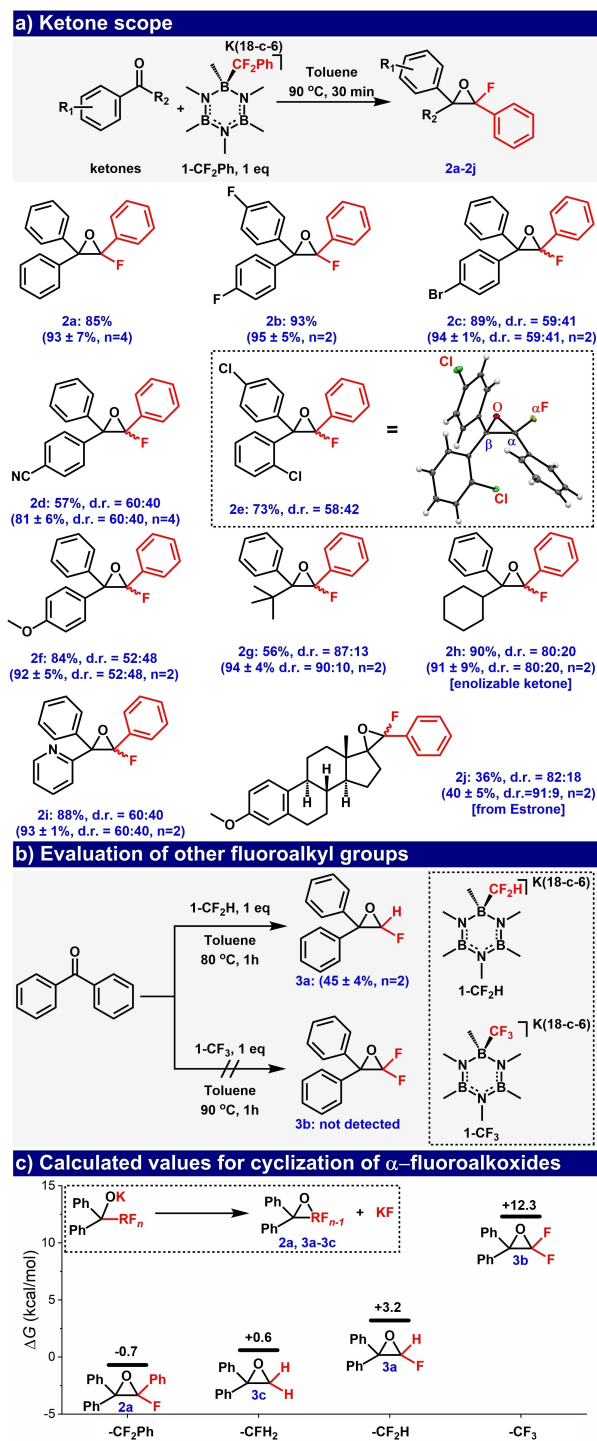 a) Ketone scope
K(18-c-6)
O
R1
R2
+
CF2Ph
B
N
N
B
B
N
Toluene
90 °C, 30 min
R1
O
F
R2
ketones
1-CF2Ph, 1 eq
2a-2j
O
F
2a: 85%
(93 ± 7%, n=4)
F
O
F
F
2b: 93%
(95 ± 5%, n=2)
O
F
Br
2c: 89%, d.r. = 59:41
(94 ± 1%, d.r. = 59:41, n=2)
O
F
NC
2d: 57%, d.r. = 60:40
(81 ± 6%, d.r. = 60:40, n=4)
Cl
O
F
Cl
2e: 73%, d.r. = 58:42
=
Cl
O
αF
β
α
Cl
O
F
O
2f: 84%, d.r. = 52:48
(92 ± 5%, d.r. = 52:48, n=2)
O
F
2g: 56%, d.r. = 87:13
(94 ± 4% d.r. = 90:10, n=2)
O
F
2h: 90%, d.r. = 80:20
(91 ± 9%, d.r. = 80:20, n=2)
[enolizable ketone]
O
F
N
2i: 88%, d.r. = 60:40
(93 ± 1%, d.r. = 60:40, n=2)
O
F
H
H
H
O
2j: 36%, d.r. = 82:18
(40 ± 5%, d.r.=91:9, n=2)
[from Estrone]
b) Evaluation of other fluoroalkyl groups
O
1-CF2H, 1 eq
Toluene
80 °C, 1h
O
H
F
3a: (45 ± 4%, n=2)
1-CF3, 1 eq
Toluene
90 °C, 1h
O
F
F
3b: not detected
K(18-c-6)
CF2H
B
N
N
B
B
N
1-CF2H
K(18-c-6)
CF3
B
N
N
B
B
N
1-CF3
c) Calculated values for cyclization of α–fluoroalkoxides
ΔG (kcal/mol)
15
10
5
0
-5
Ph
OK
Ph
RFn
Ph
O
Ph
RFn-1
+
KF
2a, 3a-3c
-0.7
Ph
O
Ph
Ph
F
2a
+0.6
Ph
O
H
Ph
H
3c
+3.2
Ph
O
H
Ph
F
3a
+12.3
Ph
O
F
Ph
F
3b
-CF2Ph
-CFH2
-CF2H
-CF3